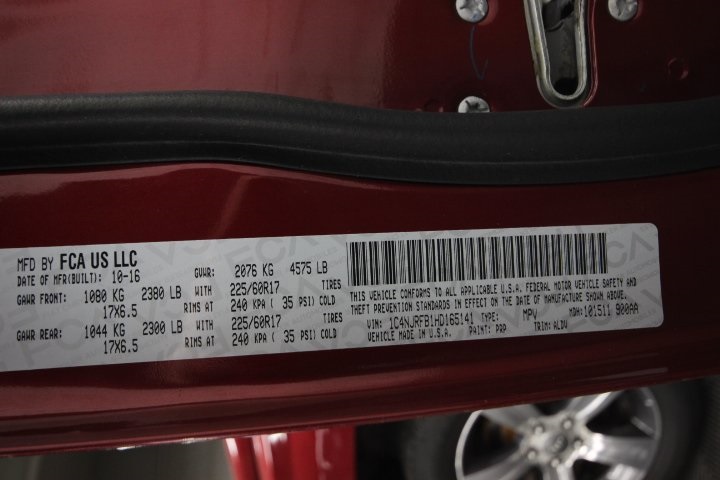 MFD BY FCA US LLC
DATE OF MFR(BUILT): 10-16 GVWR: 2076 KG 4575 LB
GAWR FRONT: 1080 KG 2380 LB WITH 225/60R17 TIRES
17X6.5 RIMS AT 240 KPA ( 35 PSI) COLD
GAWR REAR: 1044 KG 2300 LB WITH 225/60R17 TIRES
17X6.5 RIMS AT 240 KPA ( 35 PSI) COLD
THIS VEHICLE CONFORMS TO ALL APPLICABLE U.S.A. FEDERAL MOTOR VEHICLE SAFETY AND
THEFT PREVENTION STANDARDS IN EFFECT ON THE DATE OF MANUFACTURE SHOWN ABOVE.
VIN: 1C4NJRFB1HD165141 TYPE: MPV MDH:101511 900AA
VEHICLE MADE IN U.S.A. PAINT: PRP TRIM: ALDV